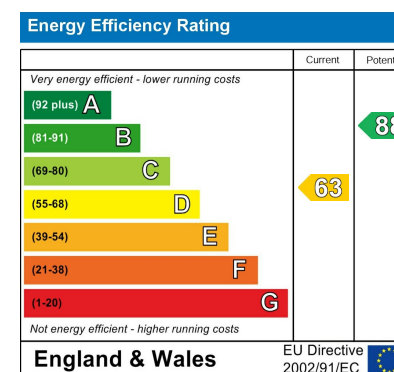 Energy Efficiency Rating
Current
Very energy efficient - lower running costs
(92 plus) A
(81-91) B
88
(69-80) C
63
(55-68) D
(39-54) E
(21-38) F
(1-20) G
Not energy efficient - higher running costs
England & Wales
EU Directive
2002/91/EC